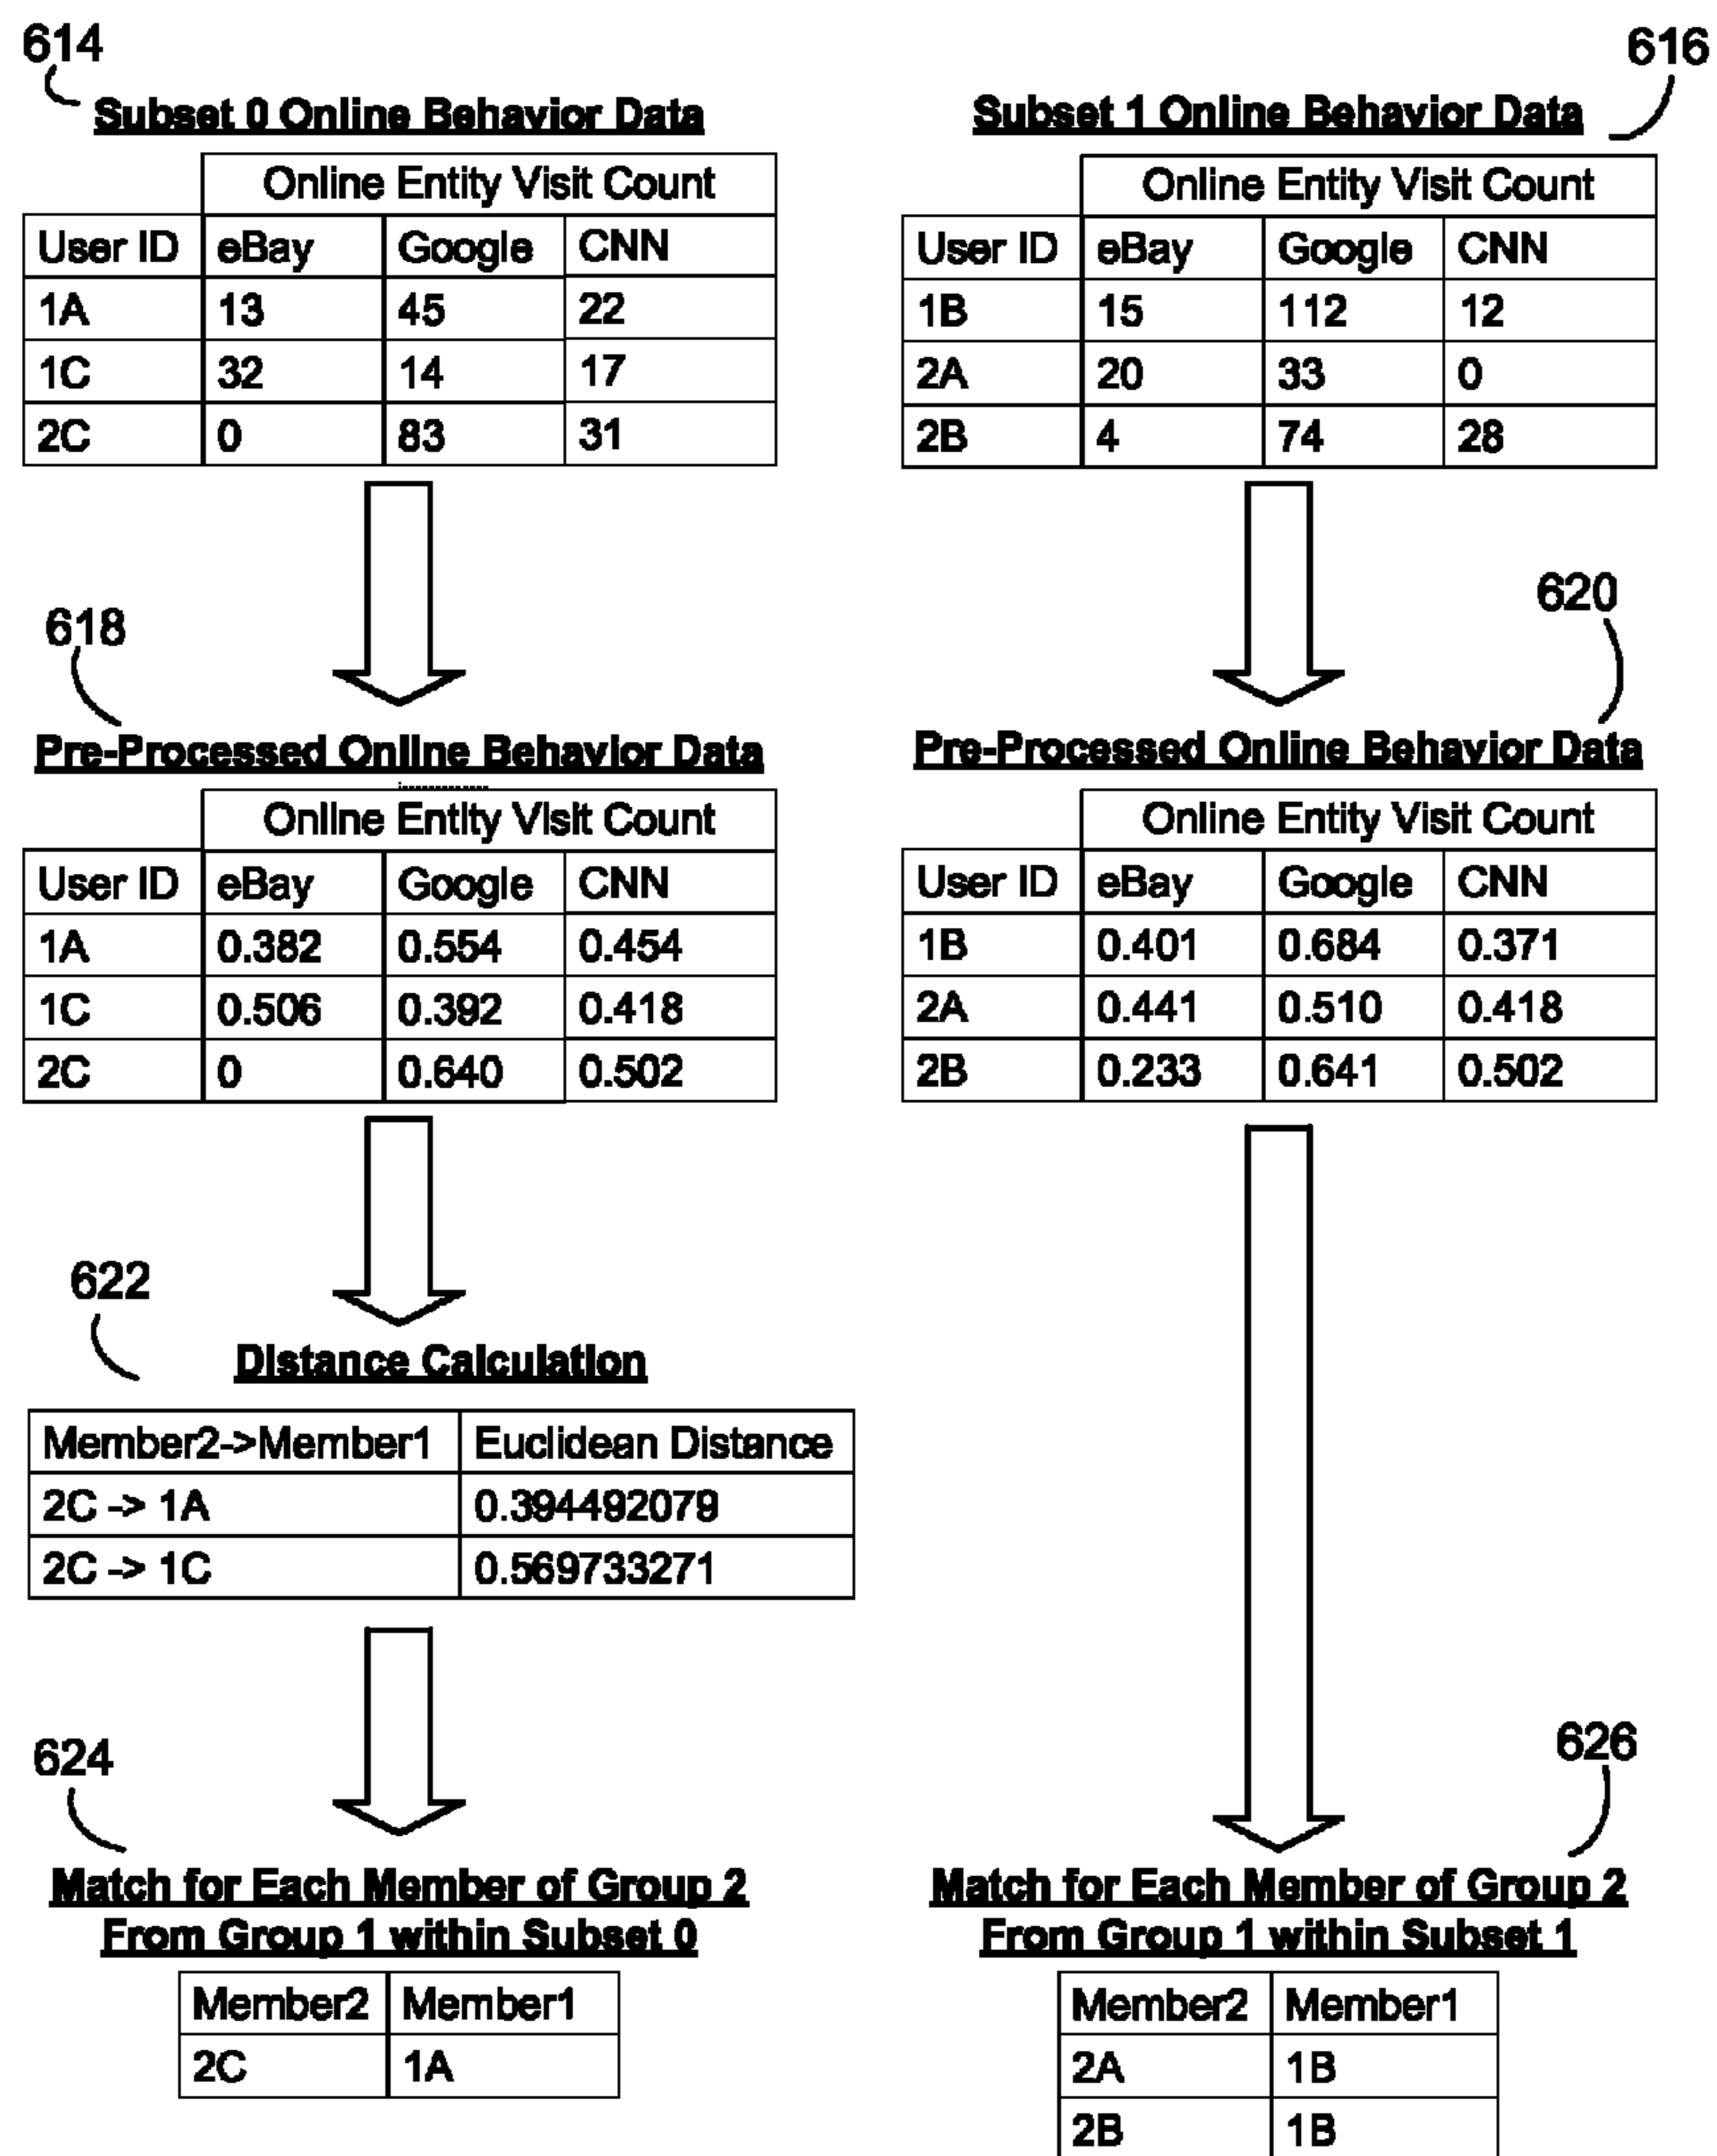 614
616
Subset 0 Online Behavior Data
Online Entity Visit Count
User ID eBay Google CNN
1A 13 45 22
1C 32 14 17
2C 0 83 31
Subset 1 Online Behavior Data
Online Entity Visit Count
User ID eBay Google CNN
1B 15 112 12
2A 20 33 0
2B 4 74 28
618
620
Pre-Processed Online Behavior Data
Online Entity Visit Count
User ID eBay Google CNN
1A 0.382 0.554 0.454
1C 0.506 0.392 0.418
2C 0 0.640 0.502
Pre-Processed Online Behavior Data
Online Entity Visit Count
User ID eBay Google CNN
1B 0.401 0.684 0.371
2A 0.441 0.510 0.418
2B 0.233 0.641 0.502
622
Distance Calculation
Member2->Member1 Euclidean Distance
2C -> 1A 0.394492079
2C -> 1C 0.569733271
624
626
Match for Each Member of Group 2
From Group 1 within Subset 0
Member2 Member1
2C 1A
Match for Each Member of Group 2
From Group 1 within Subset 1
Member2 Member1
2A 1B
2B 1B